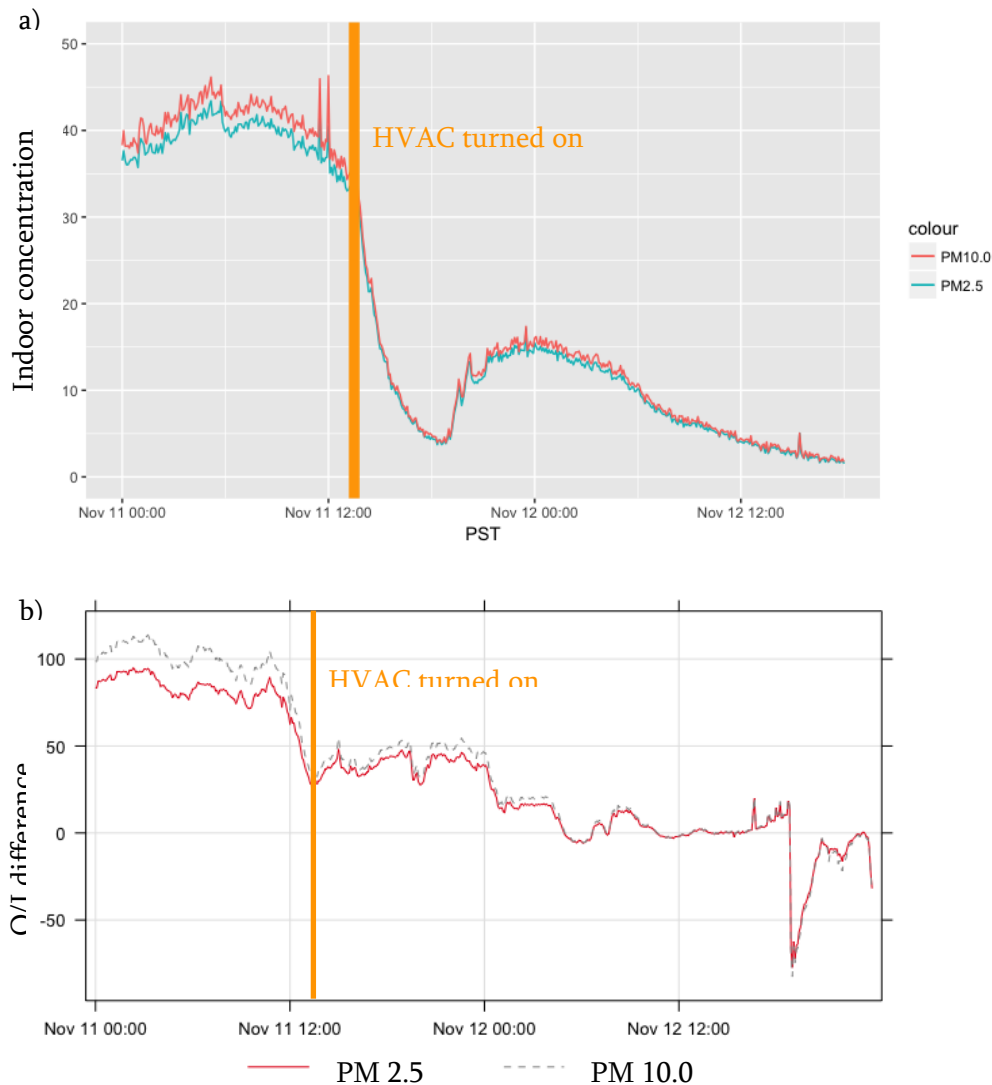 a)
50
40
30
20
10
0
Indoor concentration
HVAC turned on
Nov 11 00:00
Nov 11 12:00
Nov 12 00:00
Nov 12 12:00
PST
colour
PM10.0
PM2.5
b)
100
50
0
-50
O/I difference
HVAC turned on
Nov 11 00:00
Nov 11 12:00
Nov 12 00:00
Nov 12 12:00
PM 2.5
PM 10.0